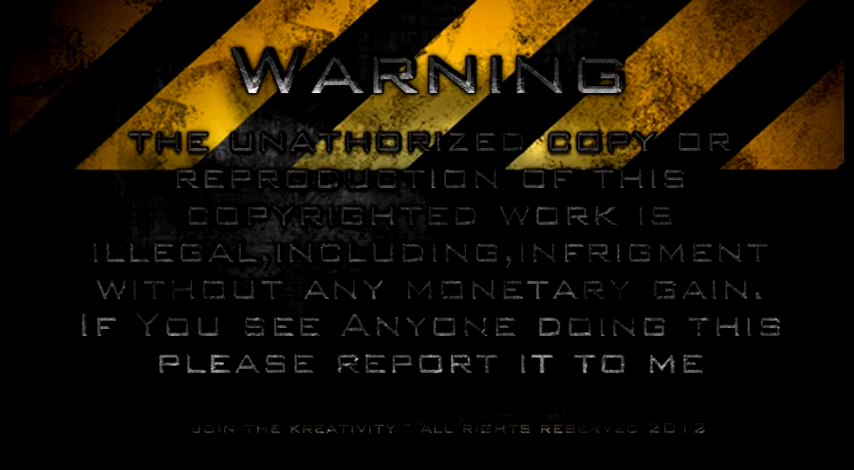 WARNING
THE UNATHORIZED COPY OR
REPRODUCTION OF THIS
COPYRIGHTED WORK IS
ILLEGAL,INCLUDING,INFRIGMENT
WITHOUT ANY MONETARY GAIN.
IF YOU SEE ANYONE DOING THIS
PLEASE REPORT IT TO ME
JOIN THE KREATIVITY - ALL RIGHTS RESERVED 2012